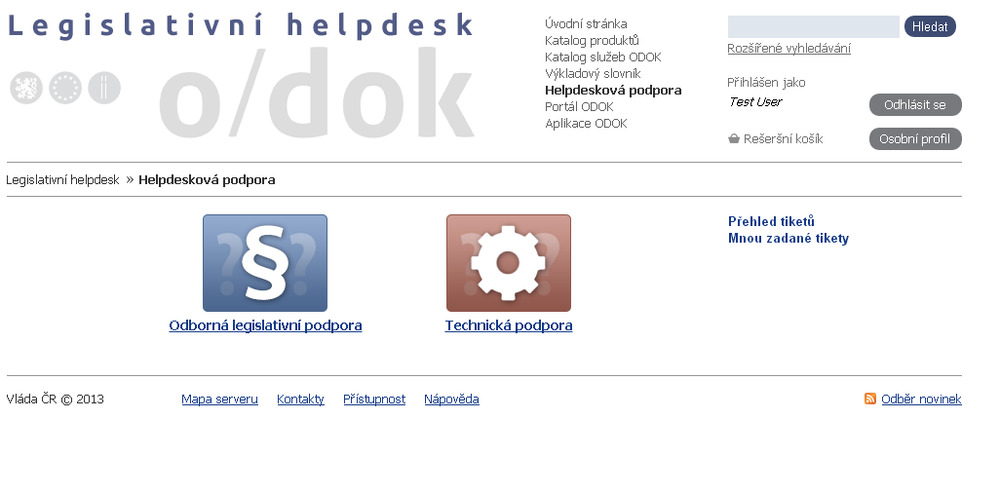 Legislativní helpdesk
o/dok
Úvodní stránka
Katalog produktů
Katalog služeb ODOK
Výkladový slovník
Helpdesková podpora
Portál ODOK
Aplikace ODOK
Hledat
Rozšířené vyhledávání
Přihlášen jako
Test User
Odhlásit se
Rešeršní košík
Osobní profil
Legislativní helpdesk » Helpdesková podpora
? § ?
Odborná legislativní podpora
? ?
Technická podpora
Přehled tiketů
Mnou zadané tikety
Vláda ČR © 2013 Mapa serveru Kontakty Přístupnost Nápověda Odběr novinek